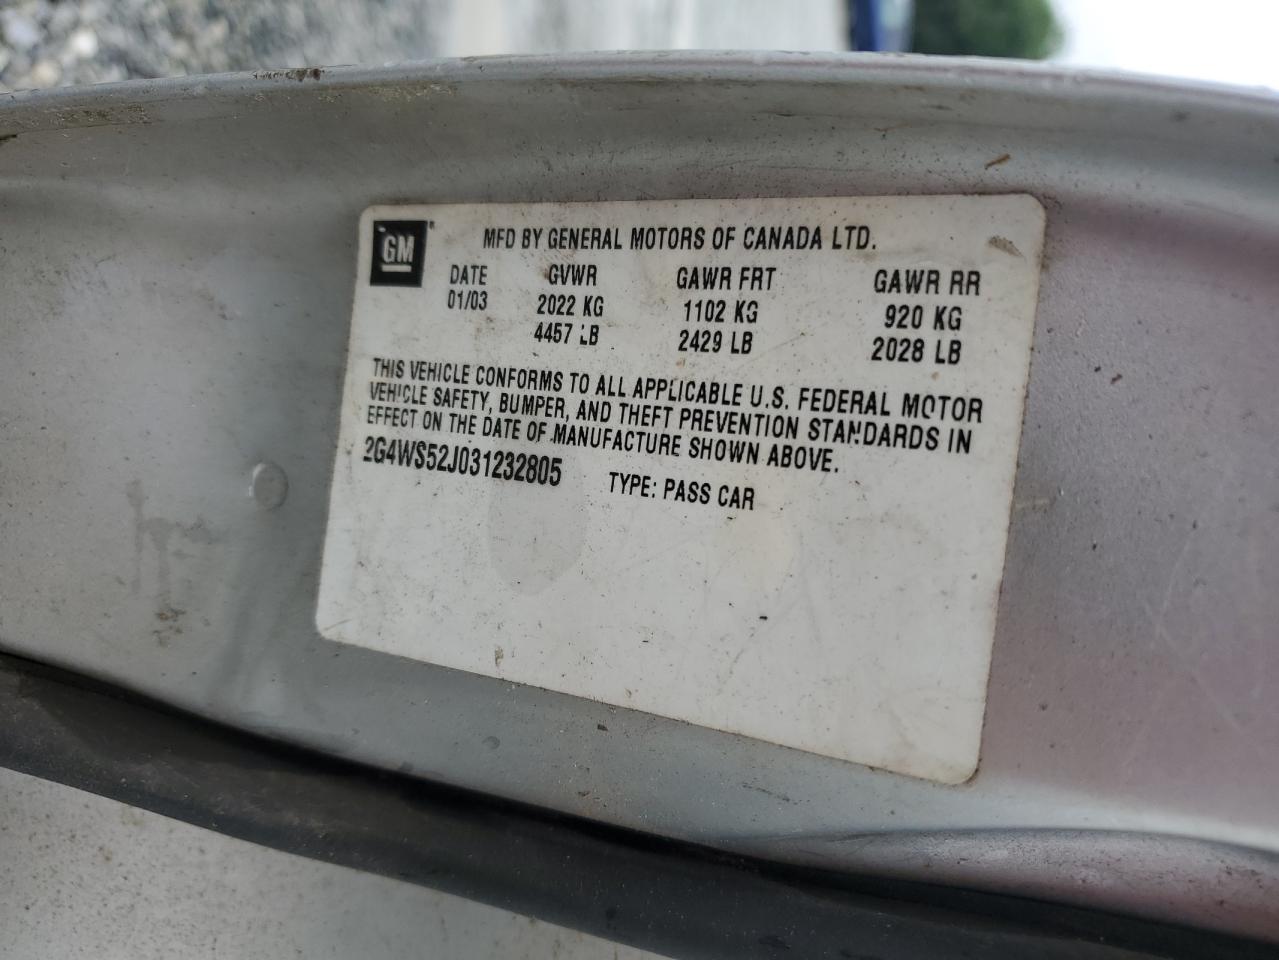 GM®
MFD BY GENERAL MOTORS OF CANADA LTD.
DATE GVWR GAWR FRT GAWR RR
01/03 2022 KG 1102 KG 920 KG
4457 LB 2429 LB 2028 LB
THIS VEHICLE CONFORMS TO ALL APPLICABLE U.S. FEDERAL MOTOR
VEHICLE SAFETY, BUMPER, AND THEFT PREVENTION STANDARDS IN
EFFECT ON THE DATE OF MANUFACTURE SHOWN ABOVE.
2G4WS52J031232805 TYPE: PASS CAR